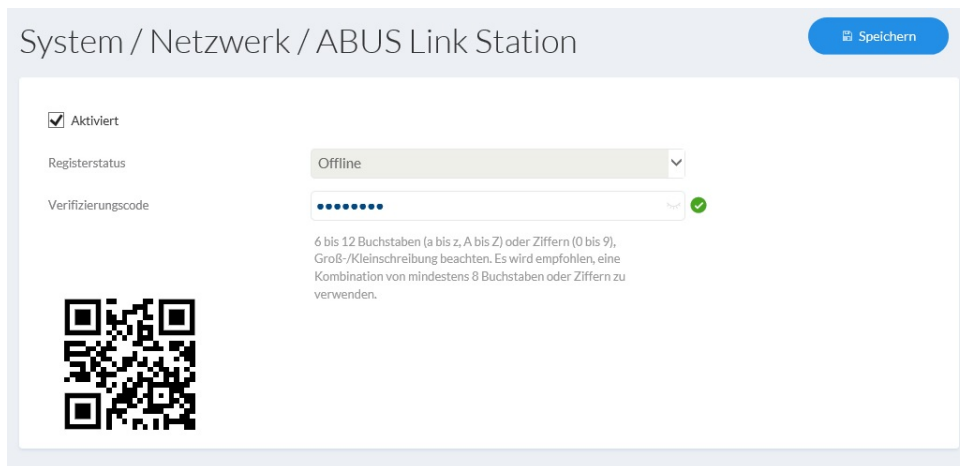 System / Netzwerk / ABUS Link Station
Speichern
Aktiviert
Registerstatus
Offline
Verifizierungscode
••••••••
6 bis 12 Buchstaben (a bis z, A bis Z) oder Ziffern (0 bis 9),
Groß-/Kleinschreibung beachten. Es wird empfohlen, eine
Kombination von mindestens 8 Buchstaben oder Ziffern zu
verwenden.